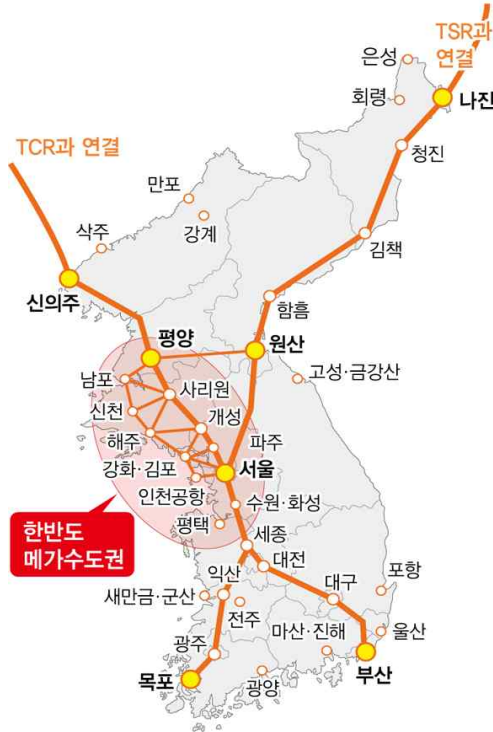 TSR과
연결
은성
회령
나진
청진
TCR과 연결
만포
강계
삭주
김책
신의주
함흥
평양
원산
남포
사리원
고성·금강산
신천
개성
해주
파주
강화·김포
서울
인천공항
수원·화성
평택
세종
한반도
메가수도권
대전
익산
대구
포항
새만금·군산
전주
마산·진해
울산
광주
목포
광양
부산